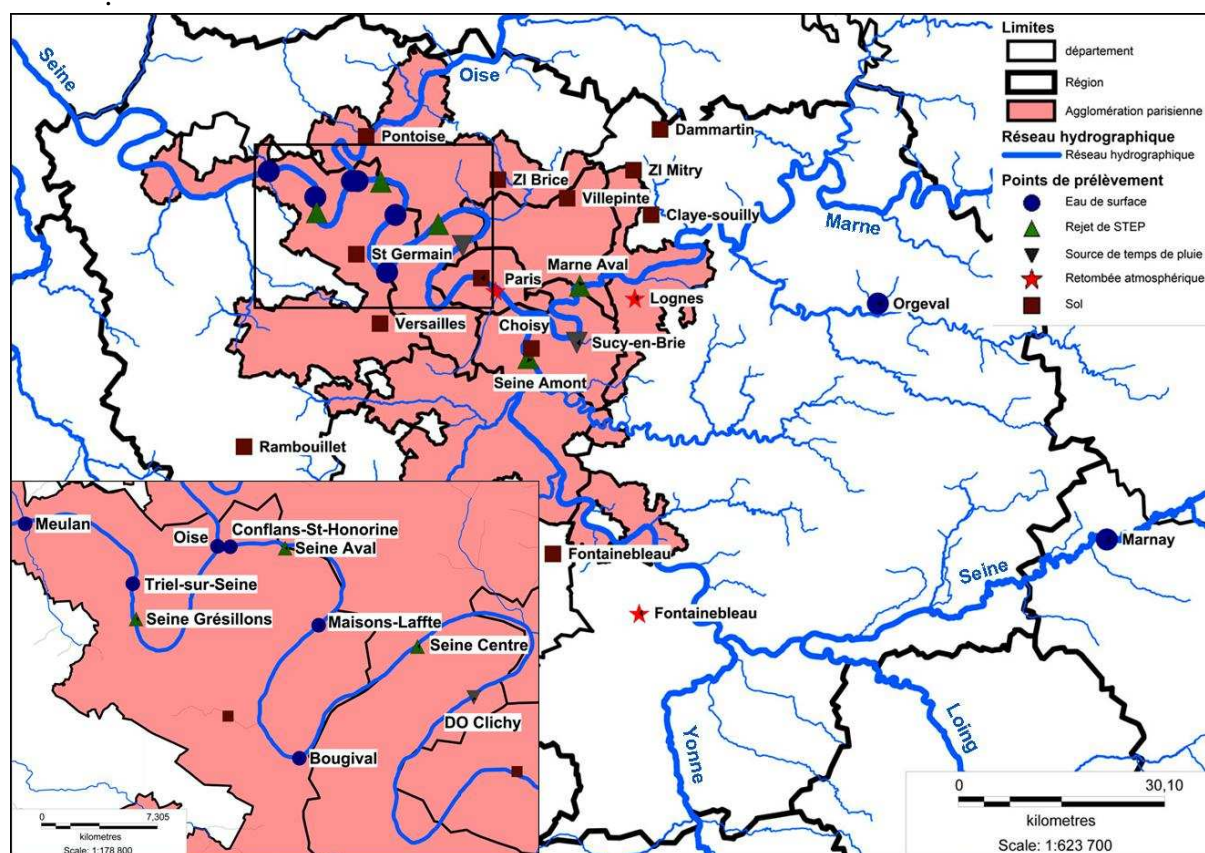 Seine
Oise
Pontoise
Dammartin
ZI Brice
Villepinte
ZI Mitry
Claye-souilly
Marne
St Germain
Marne Aval
Paris
Lognes
Orgeval
Versailles
Choisy
Sucy-en-Brie
Seine Amont
Rambouillet
Fontainebleau
Fontainebleau
Seine
Marnay
Yonne
Loing
Limites
département
Région
Agglomération parisienne
Réseau hydrographique
Réseau hydrographique
Points de prélèvement
Eau de surface
Rejet de STEP
Source de temps de pluie
Retombée atmosphérique
Sol
Meulan
Oise
Conflans-St-Honorine
Seine Aval
Triel-sur-Seine
Seine Grésillons
Maisons-Laffte
Seine Centre
DO Clichy
Bougival
0 7,305
kilometres
Scale: 1:178 800
0 30,10
kilometres
Scale: 1:623 700